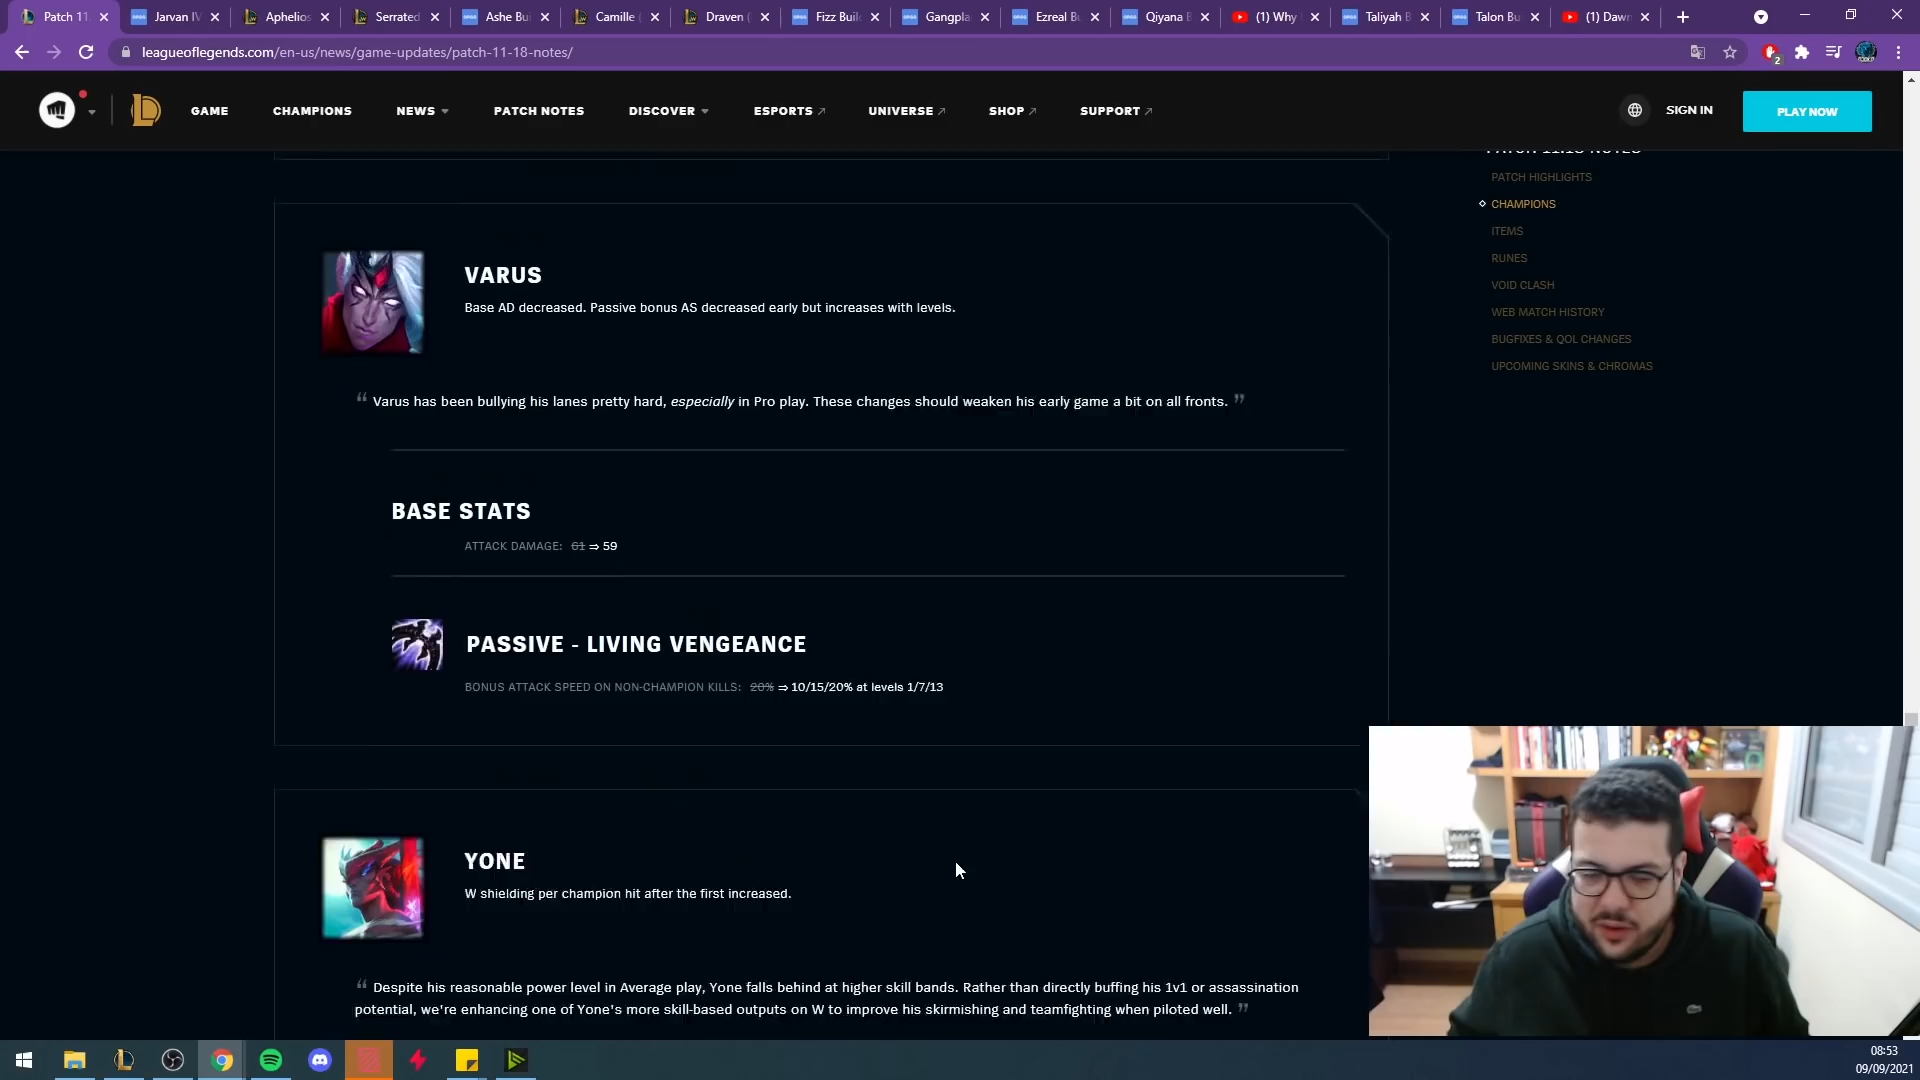 Patch 11.
Jarvan IV
Aphelios
Serrated
Ashe Bui
Camille (
Draven (
Fizz Buil
Gangpla
Ezreal Bu
Qiyana B
(1) Why
Taliyah B
Talon Bu
(1) Dawn
leagueoflegends.com/en-us/news/game-updates/patch-11-18-notes/
2
GAME
CHAMPIONS
NEWS
PATCH NOTES
DISCOVER
ESPORTS
UNIVERSE
SHOP
SUPPORT
SIGN IN
PLAY NOW
PATCH 11.18 NOTES
PATCH HIGHLIGHTS
CHAMPIONS
ITEMS
RUNES
VOID CLASH
WEB MATCH HISTORY
BUGFIXES & QOL CHANGES
UPCOMING SKINS & CHROMAS
VARUS
Base AD decreased. Passive bonus AS decreased early but increases with levels.
“ Varus has been bullying his lanes pretty hard, especially in Pro play. These changes should weaken his early game a bit on all fronts. ”
BASE STATS
ATTACK DAMAGE: 61 ⇒ 59
PASSIVE - LIVING VENGEANCE
BONUS ATTACK SPEED ON NON-CHAMPION KILLS: 20% ⇒ 10/15/20% at levels 1/7/13
YONE
W shielding per champion hit after the first increased.
“ Despite his reasonable power level in Average play, Yone falls behind at higher skill bands. Rather than directly buffing his 1v1 or assassination
potential, we're enhancing one of Yone's more skill-based outputs on W to improve his skirmishing and teamfighting when piloted well. ”
08:53
09/09/2021